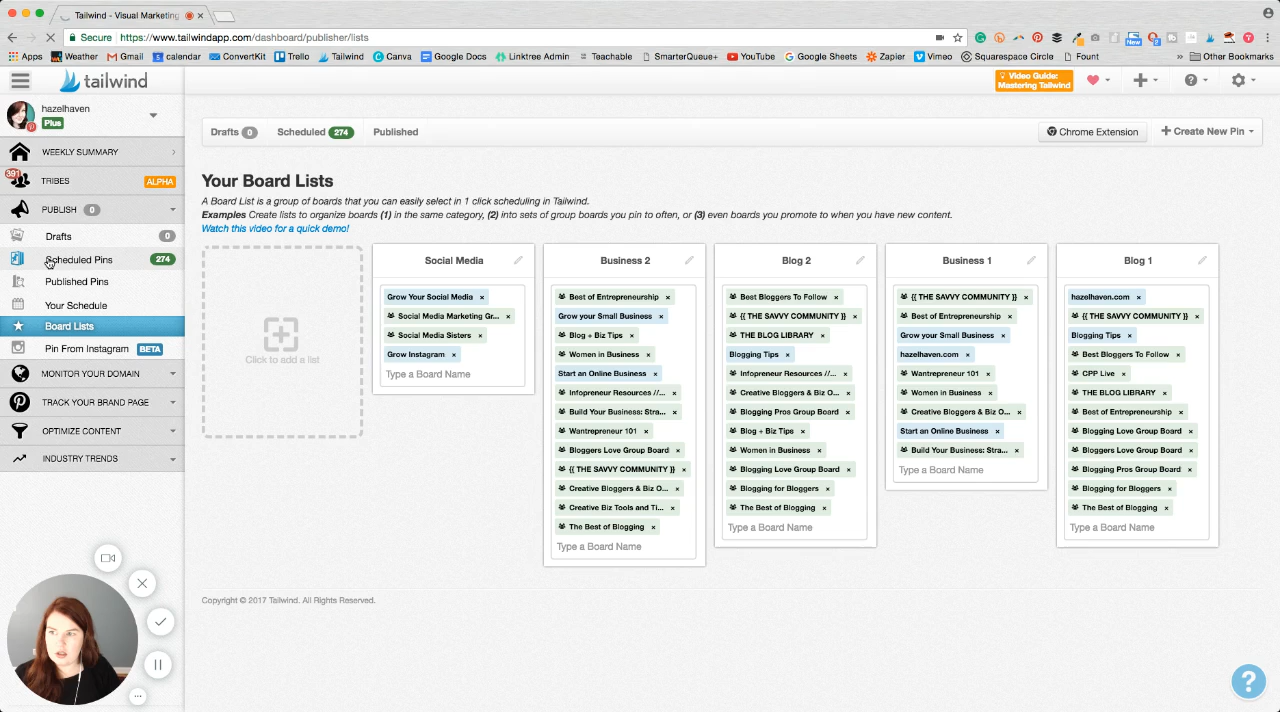 Tailwind - Visual Marketing
Secure
https://www.tailwindapp.com/dashboard/publisher/lists
Apps Weather Gmail calendar ConvertKit Trello Tailwind Canva Google Docs Linktree Admin Teachable SmarterQueue+ YouTube Google Sheets Zapier Vimeo Squarespace Circle Fount » Other Bookmarks
tailwind
Video Guide:
Mastering Tailwind
hazelhaven
Plus
WEEKLY SUMMARY
391
TRIBES ALPHA
PUBLISH 0
Drafts 0
Scheduled Pins 274
Published Pins
Your Schedule
Board Lists
Pin From Instagram BETA
MONITOR YOUR DOMAIN
TRACK YOUR BRAND PAGE
OPTIMIZE CONTENT
INDUSTRY TRENDS
Drafts 0 Scheduled 274 Published
Chrome Extension
Create New Pin
Your Board Lists
A Board List is a group of boards that you can easily select in 1 click scheduling in Tailwind.
Examples Create lists to organize boards (1) in the same category, (2) into sets of group boards you pin to often, or (3) even boards you promote to when you have new content.
Watch this video for a quick demo!
Click to add a list
Social Media
Grow Your Social Media ×
Social Media Marketing Gr... ×
Social Media Sisters ×
Grow Instagram ×
Type a Board Name
Business 2
Best of Entrepreneurship ×
Grow your Small Business ×
Blog + Biz Tips ×
Women in Business ×
Start an Online Business ×
Infopreneur Resources //... ×
Build Your Business: Stra... ×
Wantrepreneur 101 ×
Bloggers Love Group Board ×
{{ THE SAVVY COMMUNITY }} ×
Creative Bloggers & Biz O... ×
Creative Biz Tools and Ti... ×
The Best of Blogging ×
Type a Board Name
Blog 2
Best Bloggers To Follow ×
{{ THE SAVVY COMMUNITY }} ×
THE BLOG LIBRARY ×
Blogging Tips ×
Infopreneur Resources //... ×
Creative Bloggers & Biz O... ×
Blogging Pros Group Board ×
Blog + Biz Tips ×
Women in Business ×
Blogging Love Group Board ×
Blogging for Bloggers ×
The Best of Blogging ×
Type a Board Name
Business 1
{{ THE SAVVY COMMUNITY }} ×
Best of Entrepreneurship ×
Grow your Small Business ×
hazelhaven.com ×
Wantrepreneur 101 ×
Women in Business ×
Creative Bloggers & Biz O... ×
Start an Online Business ×
Build Your Business: Stra... ×
Type a Board Name
Blog 1
hazelhaven.com ×
{{ THE SAVVY COMMUNITY }} ×
Blogging Tips ×
Best Bloggers To Follow ×
CPP Live ×
THE BLOG LIBRARY ×
Best of Entrepreneurship ×
Blogging Love Group Board ×
Bloggers Love Group Board ×
Blogging Pros Group Board ×
Blogging for Bloggers ×
The Best of Blogging ×
Type a Board Name
Copyright © 2017 Tailwind. All Rights Reserved.
?